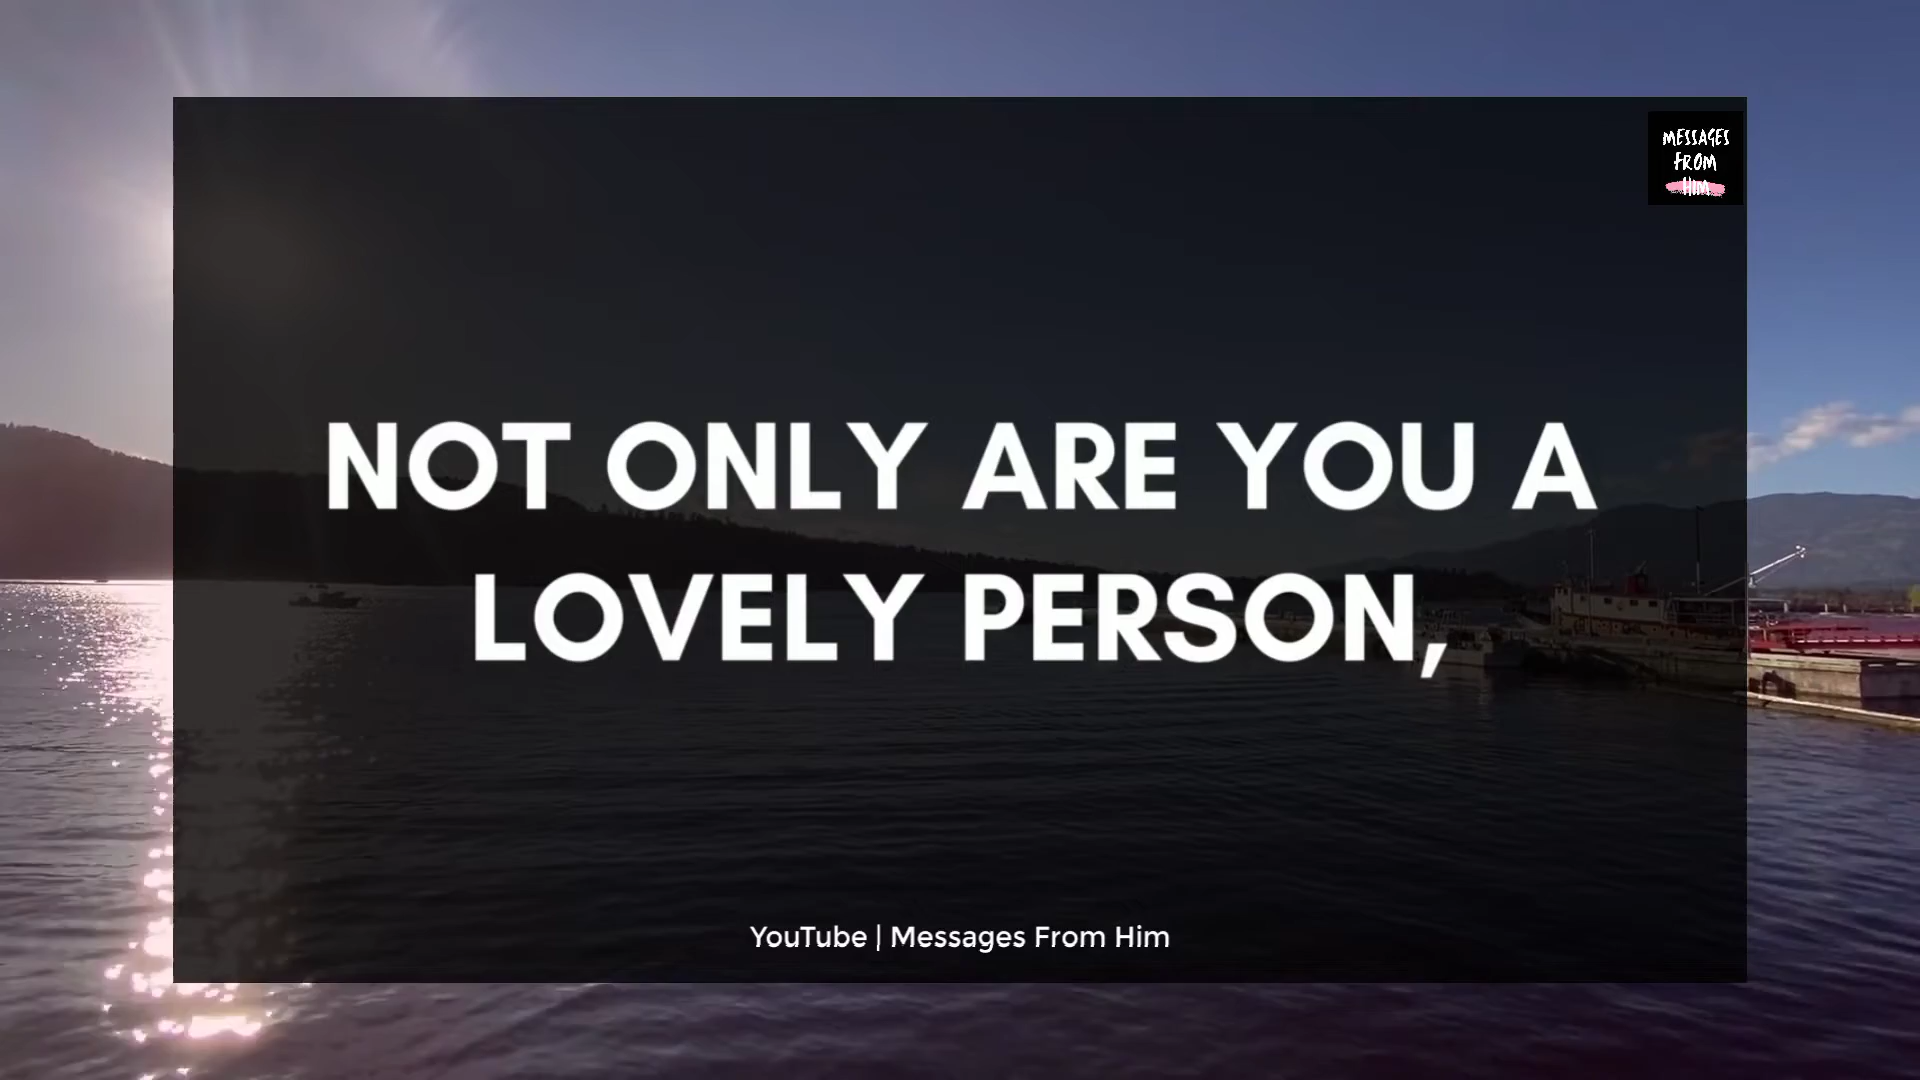 MESSAGES
FROM
HIM
NOT ONLY ARE YOU A
LOVELY PERSON,
YouTube | Messages From Him